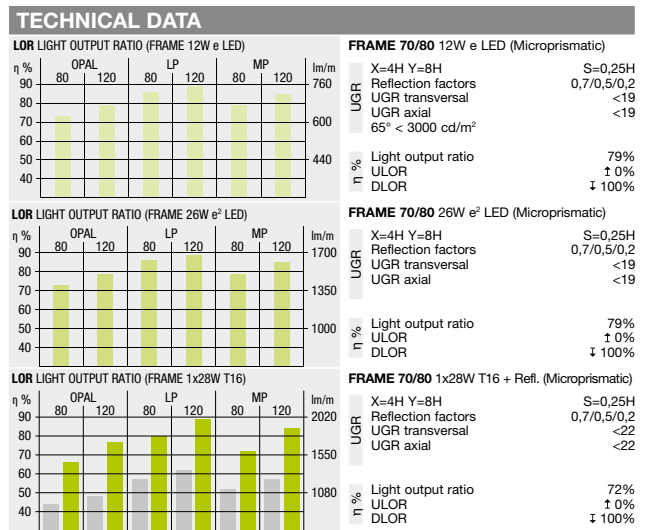 TECHNICAL DATA
LOR LIGHT OUTPUT RATIO (FRAME 12W e LED)
η % OPAL LP MP lm/m
80 120 80 120 80 120
90 760
80
70 600
60
50 440
40
FRAME 70/80 12W e LED (Microprismatic)
UGR
X=4H Y=8H S=0,25H
Reflection factors 0,7/0,5/0,2
UGR transversal <19
UGR axial <19
65° < 3000 cd/m²
η %
Light output ratio 79%
ULOR ↥ 0%
DLOR ↧ 100%
LOR LIGHT OUTPUT RATIO (FRAME 26W e² LED)
η % OPAL LP MP lm/m
80 120 80 120 80 120
90 1700
80
70 1350
60
50 1000
40
FRAME 70/80 26W e² LED (Microprismatic)
UGR
X=4H Y=8H S=0,25H
Reflection factors 0,7/0,5/0,2
UGR transversal <19
UGR axial <19
η %
Light output ratio 79%
ULOR ↥ 0%
DLOR ↧ 100%
LOR LIGHT OUTPUT RATIO (FRAME 1x28W T16)
η % OPAL LP MP lm/m
80 120 80 120 80 120
90 2020
80
70 1550
60
50 1080
40
FRAME 70/80 1x28W T16 + Refl. (Microprismatic)
UGR
X=4H Y=8H S=0,25H
Reflection factors 0,7/0,5/0,2
UGR transversal <22
UGR axial <22
η %
Light output ratio 72%
ULOR ↥ 0%
DLOR ↧ 100%